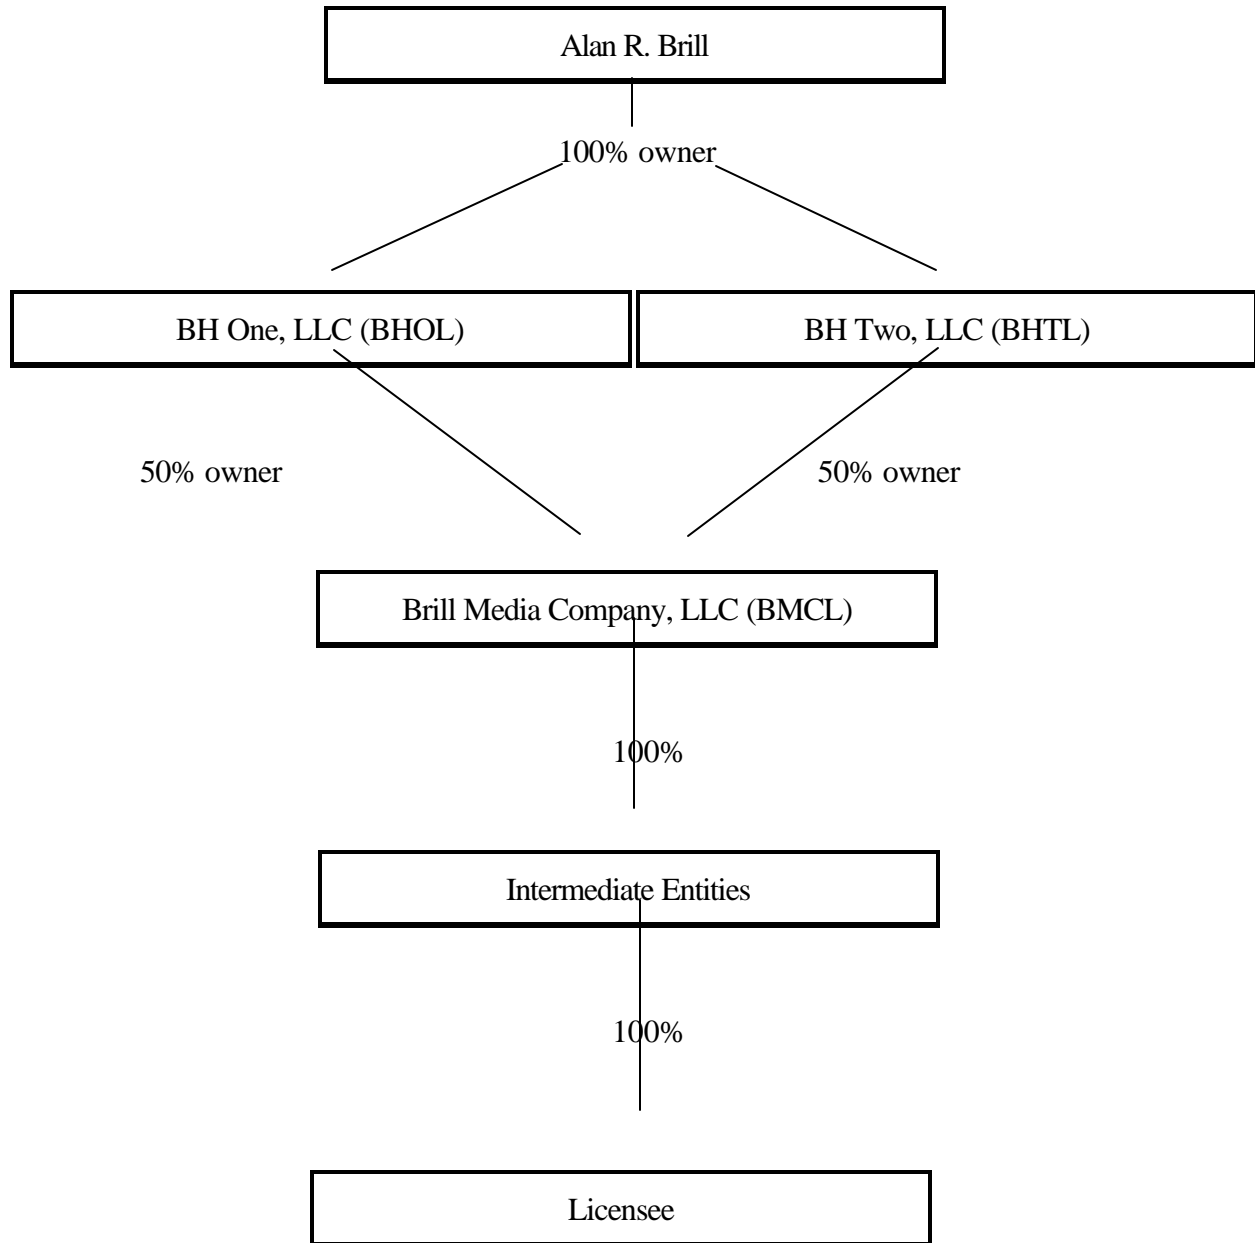 Alan R. Brill
100% owner
BH One, LLC (BHOL)
BH Two, LLC (BHTL)
50% owner
50% owner
Brill Media Company, LLC (BMCL)
100%
Intermediate Entities
100%
Licensee